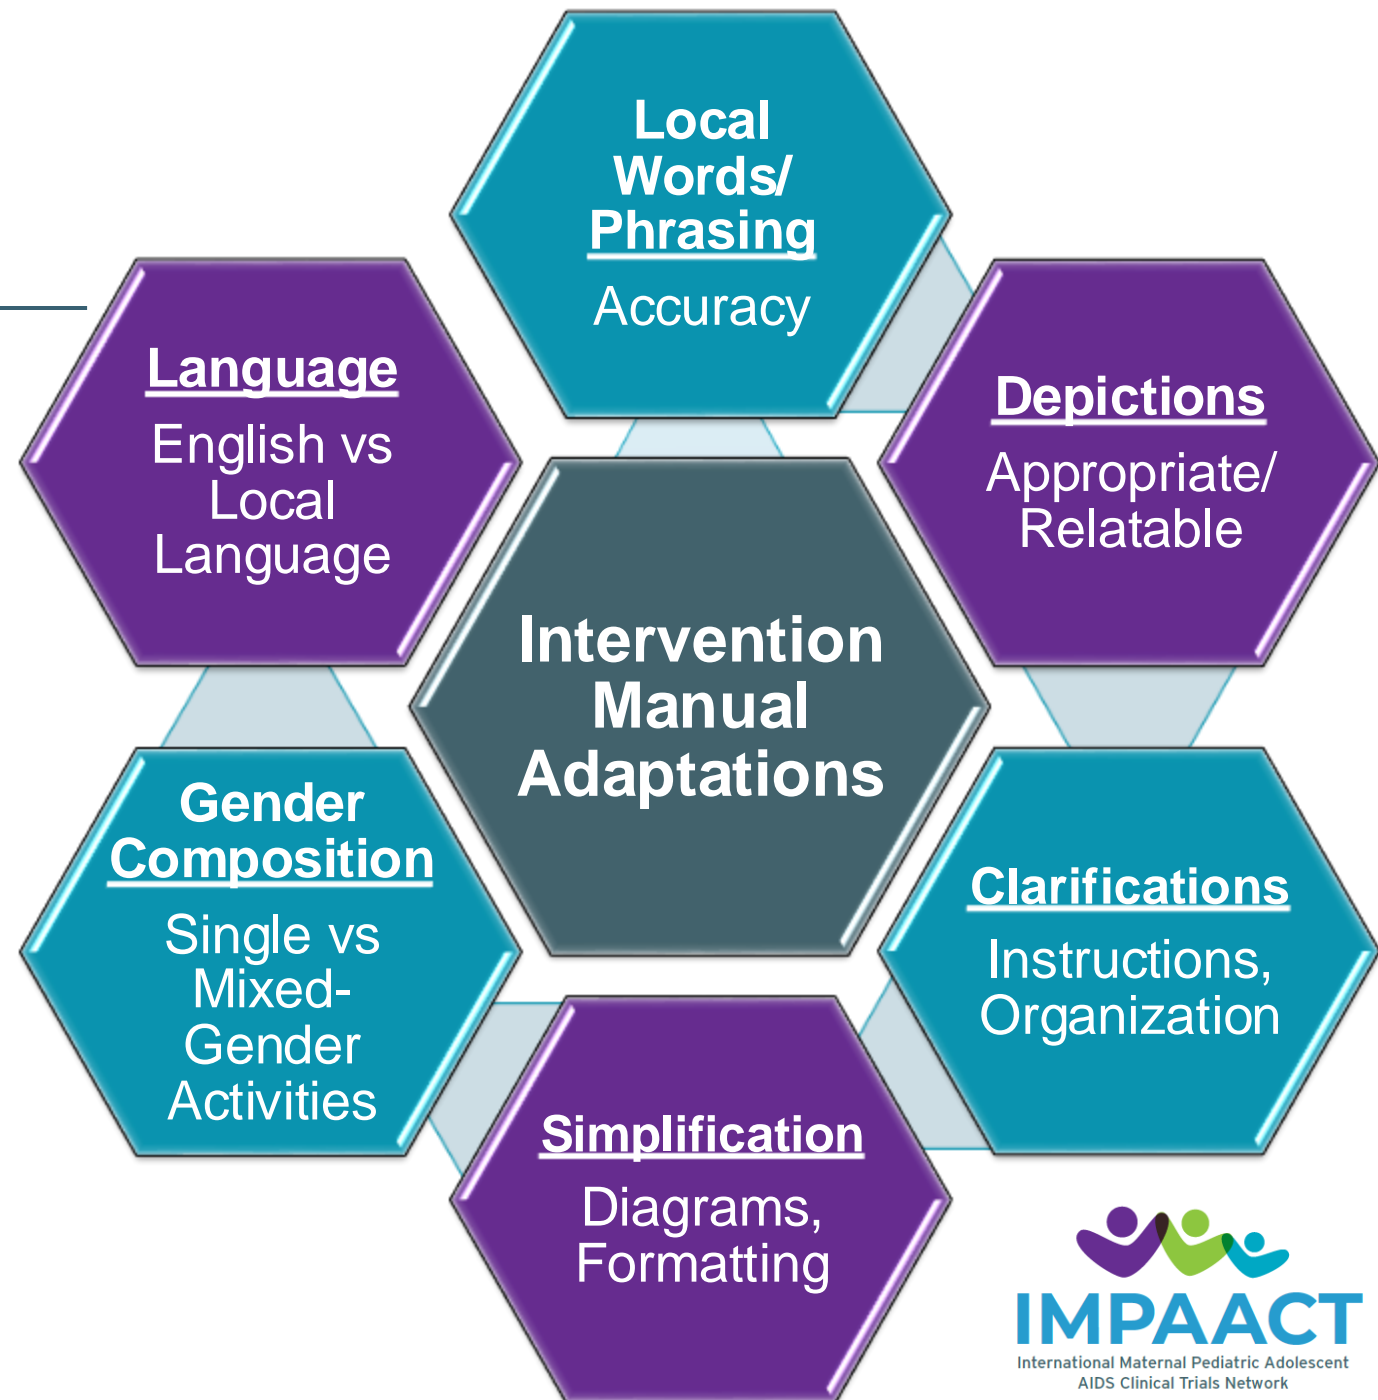 Local
Words/
Phrasing
Accuracy
Language
English vs
Local
Language
Depictions
Appropriate/
Relatable
Intervention
Manual
Adaptations
Gender
Composition
Single vs
Mixed-
Gender
Activities
Clarifications
Instructions,
Organization
Simplification
Diagrams,
Formatting
IMPAACT
International Maternal Pediatric Adolescent
AIDS Clinical Trials Network